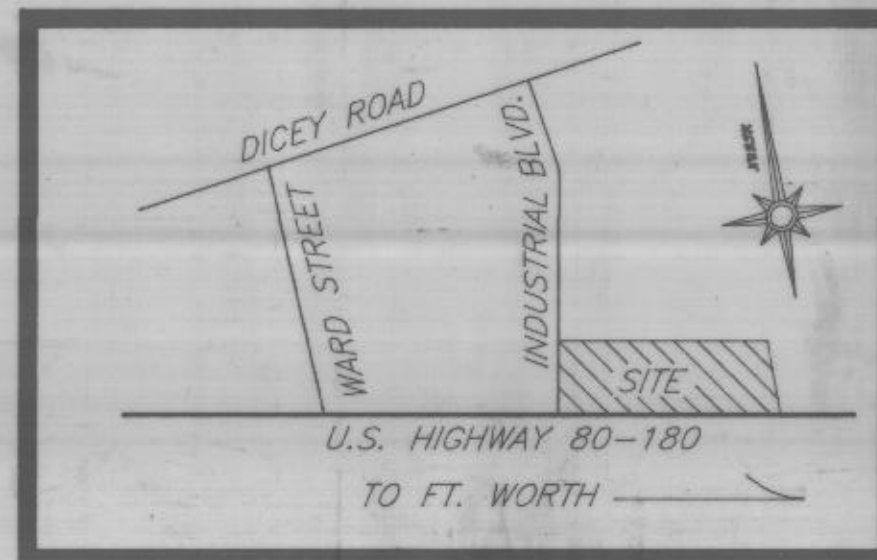 DICEY ROAD
WARD STREET
INDUSTRIAL BLVD.
SITE
U.S. HIGHWAY 80-180
TO FT. WORTH